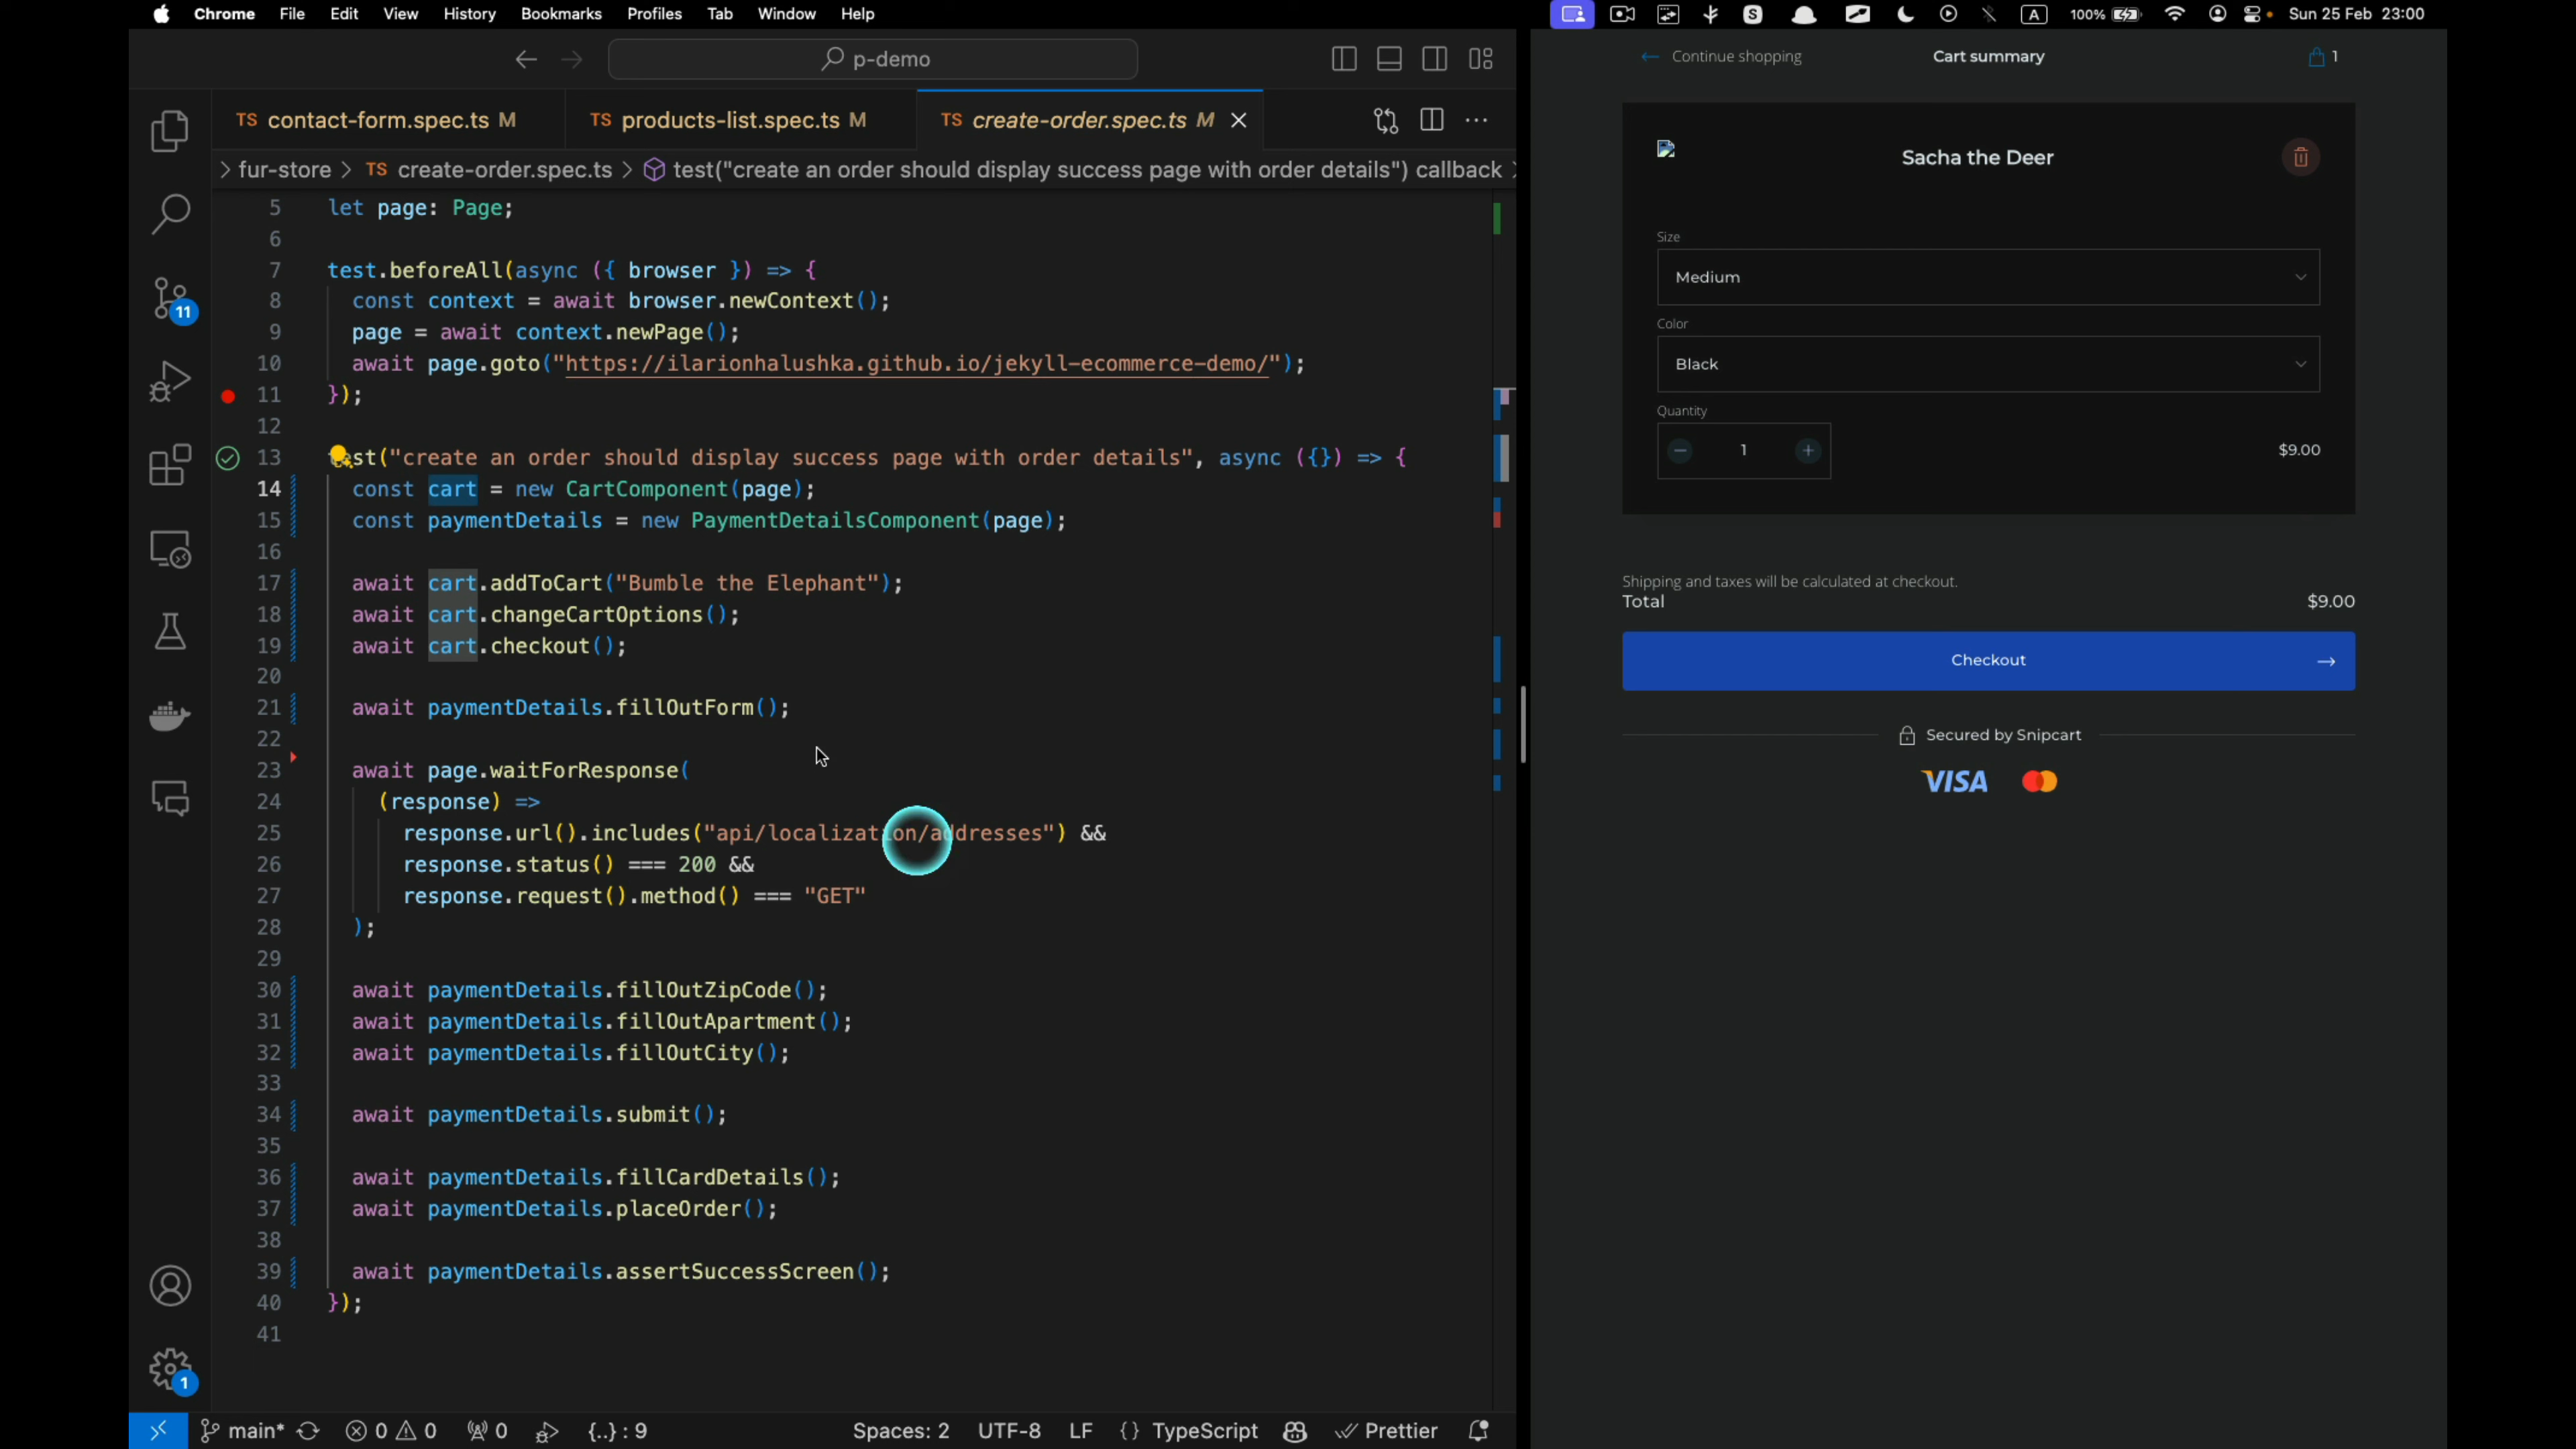 Chrome File Edit View History Bookmarks Profiles Tab Window Help
S A 100% Sun 25 Feb 23:00
p-demo
TS contact-form.spec.ts M
TS products-list.spec.ts M
TS create-order.spec.ts M
> fur-store > TS create-order.spec.ts > test("create an order should display success page with order details") callback
5 let page: Page;
6
7 test.beforeAll(async ({ browser }) => {
8 const context = await browser.newContext();
9 page = await context.newPage();
10 await page.goto("https://ilarionhalushka.github.io/jekyll-ecommerce-demo/");
11 });
12
13 st("create an order should display success page with order details", async ({}) => {
14 const cart = new CartComponent(page);
15 const paymentDetails = new PaymentDetailsComponent(page);
16
17 await cart.addToCart("Bumble the Elephant");
18 await cart.changeCartOptions();
19 await cart.checkout();
20
21 await paymentDetails.fillOutForm();
22
23 await page.waitForResponse(
24 (response) =>
25 response.url().includes("api/localization/addresses") &&
26 response.status() === 200 &&
27 response.request().method() === "GET"
28 );
29
30 await paymentDetails.fillOutZipCode();
31 await paymentDetails.fillOutApartment();
32 await paymentDetails.fillOutCity();
33
34 await paymentDetails.submit();
35
36 await paymentDetails.fillCardDetails();
37 await paymentDetails.placeOrder();
38
39 await paymentDetails.assertSuccessScreen();
40 });
41
11
1
main* 0 0 0 {..} : 9 Spaces: 2 UTF-8 LF {} TypeScript Prettier
Continue shopping
Cart summary
1
Sacha the Deer
Size
Medium
Color
Black
Quantity
− 1 + $9.00
Shipping and taxes will be calculated at checkout.
Total $9.00
Checkout
Secured by Snipcart
VISA